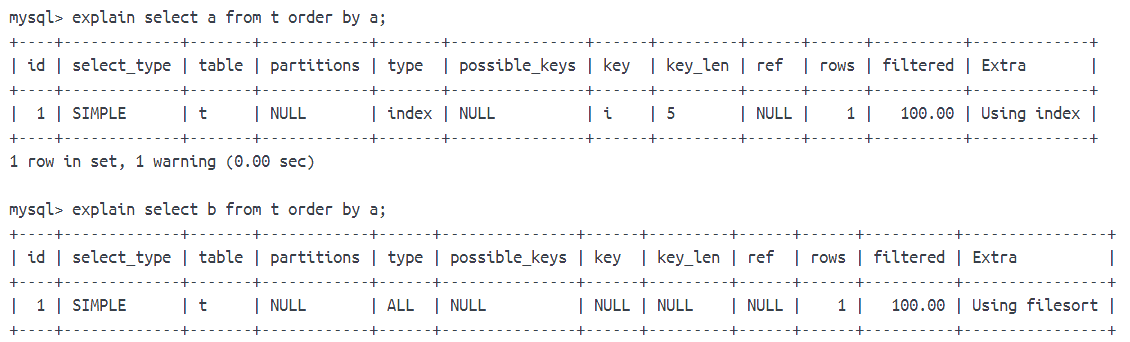 mysql> explain select a from t order by a;
+----+-------------+-------+------------+-------+---------------+------+---------+------+------+----------+-------------+
| id | select_type | table | partitions | type  | possible_keys | key  | key_len | ref  | rows | filtered | Extra       |
+----+-------------+-------+------------+-------+---------------+------+---------+------+------+----------+-------------+
|  1 | SIMPLE      | t     | NULL       | index | NULL          | i    | 5       | NULL |    1 |   100.00 | Using index |
+----+-------------+-------+------------+-------+---------------+------+---------+------+------+----------+-------------+
1 row in set, 1 warning (0.00 sec)

mysql> explain select b from t order by a;
+----+-------------+-------+------------+------+---------------+------+---------+------+------+----------+----------------+
| id | select_type | table | partitions | type | possible_keys | key  | key_len | ref  | rows | filtered | Extra          |
+----+-------------+-------+------------+------+---------------+------+---------+------+------+----------+----------------+
|  1 | SIMPLE      | t     | NULL       | ALL  | NULL          | NULL | NULL    | NULL |    1 |   100.00 | Using filesort |
+----+-------------+-------+------------+------+---------------+------+---------+------+------+----------+----------------+